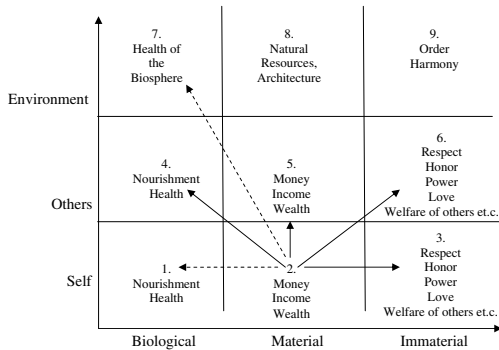 7.
Health of
the
Biosphere
8.
Natural
Resources,
Architecture
9.
Order
Harmony
Environment
4.
Nourishment
Health
5.
Money
Income
Wealth
6.
Respect
Honor
Power
Love
Welfare of others et.c.
Others
1.
Nourishment
Health
2.
Money
Income
Wealth
3.
Respect
Honor
Power
Love
Welfare of others et.c.
Self
Biological
Material
Immaterial